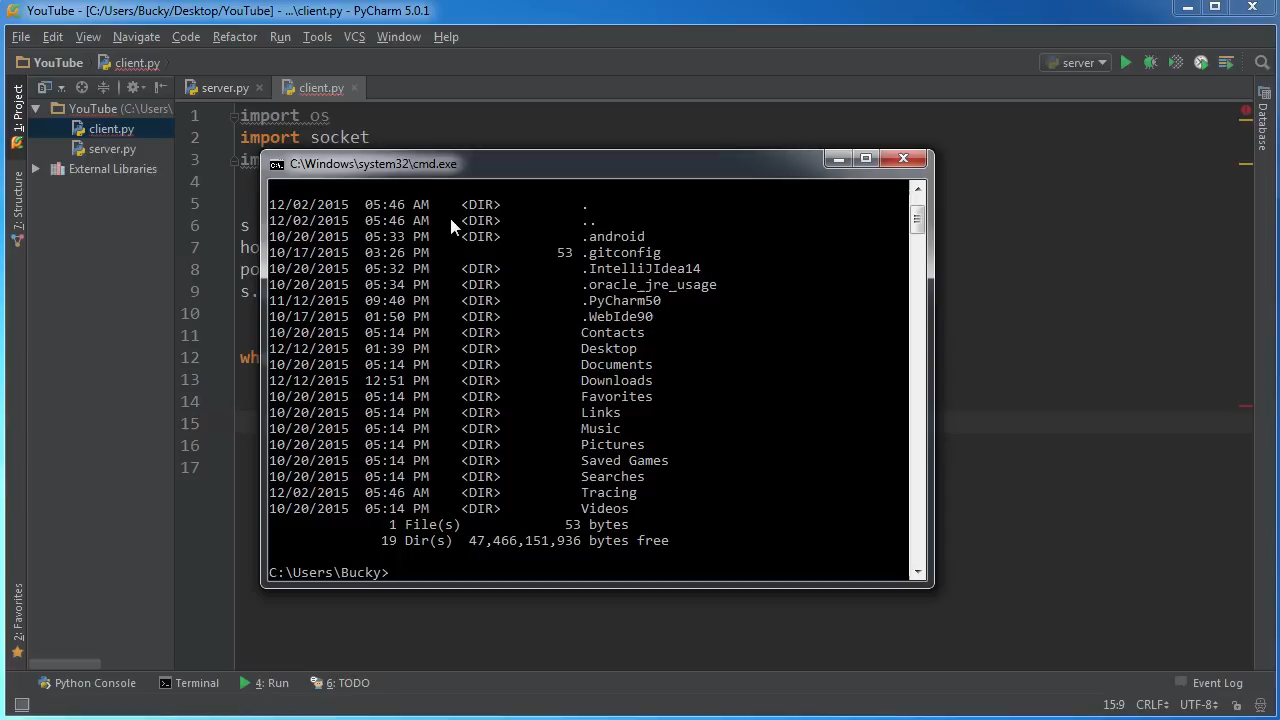 YouTube - [C:/Users/Bucky/Desktop/YouTube] - ...\client.py - PyCharm 5.0.1
File Edit View Navigate Code Refactor Run Tools VCS Window Help
YouTube client.py server
1: Project server.py client.py
YouTube (C:\Users\
client.py
server.py
External Libraries
7: Structure
2: Favorites
Database
1 import os
2 import socket
3 im
4
5
6 s
7 ho
8 po
9 s.
10
11
12 wh
13
14
15
16
17
C:\Windows\system32\cmd.exe
12/02/2015 05:46 AM <DIR> .
12/02/2015 05:46 AM <DIR> ..
10/20/2015 05:33 PM <DIR> .android
10/17/2015 03:26 PM 53 .gitconfig
10/20/2015 05:32 PM <DIR> .IntelliJIdea14
10/20/2015 05:34 PM <DIR> .oracle_jre_usage
11/12/2015 09:40 PM <DIR> .PyCharm50
10/17/2015 01:50 PM <DIR> .WebIde90
10/20/2015 05:14 PM <DIR> Contacts
12/12/2015 01:39 PM <DIR> Desktop
10/20/2015 05:14 PM <DIR> Documents
12/12/2015 12:51 PM <DIR> Downloads
10/20/2015 05:14 PM <DIR> Favorites
10/20/2015 05:14 PM <DIR> Links
10/20/2015 05:14 PM <DIR> Music
10/20/2015 05:14 PM <DIR> Pictures
10/20/2015 05:14 PM <DIR> Saved Games
10/20/2015 05:14 PM <DIR> Searches
12/02/2015 05:46 AM <DIR> Tracing
10/20/2015 05:14 PM <DIR> Videos
1 File(s) 53 bytes
19 Dir(s) 47,466,151,936 bytes free
C:\Users\Bucky>
Python Console Terminal 4: Run 6: TODO Event Log
15:9 CRLF UTF-8